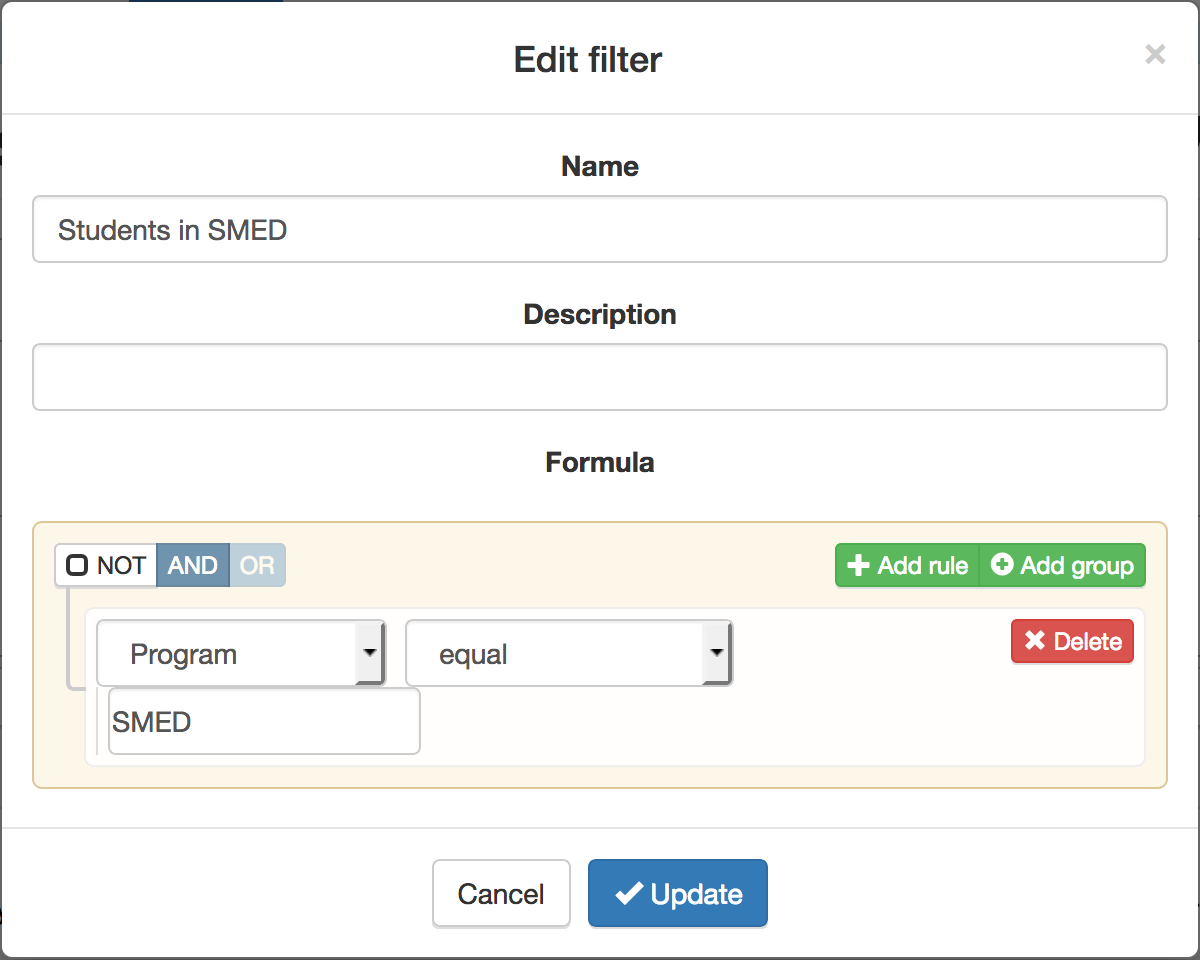 Edit filter ×
Name
Students in SMED
Description
Formula
NOT AND OR Add rule Add group
Program equal Delete
SMED
Cancel Update